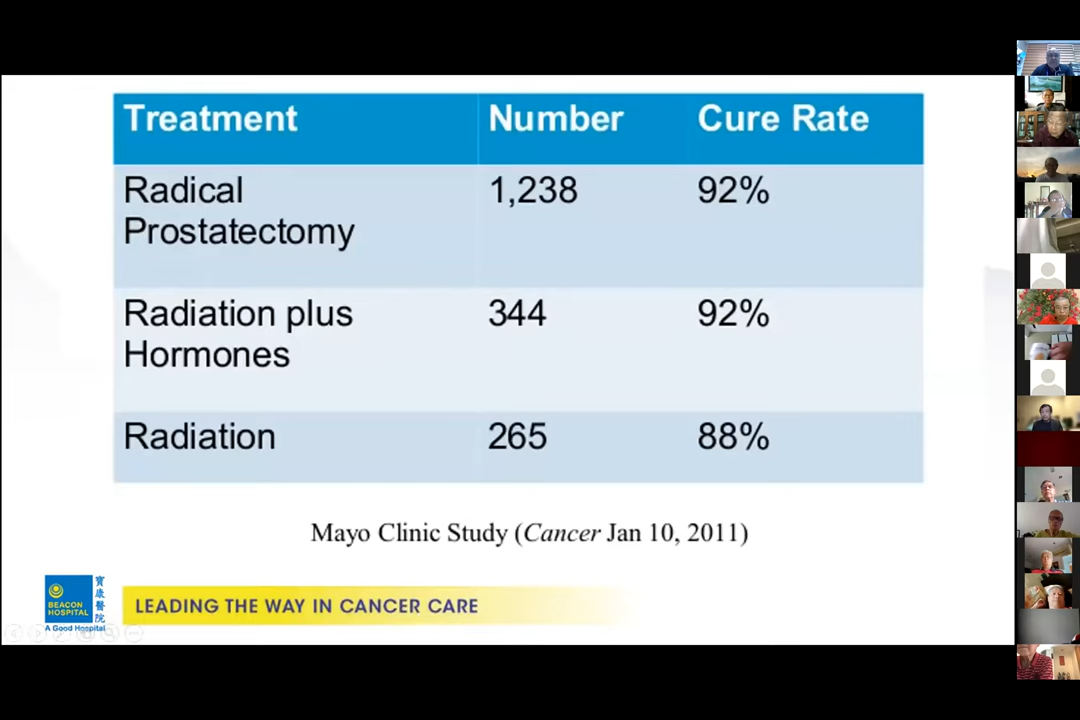 Treatment Number Cure Rate
Radical 1,238 92%
Prostatectomy
Radiation plus 344 92%
Hormones
Radiation 265 88%
Mayo Clinic Study (Cancer Jan 10, 2011)
BEACON
HOSPITAL
寶康醫院
A Good Hospital
LEADING THE WAY IN CANCER CARE